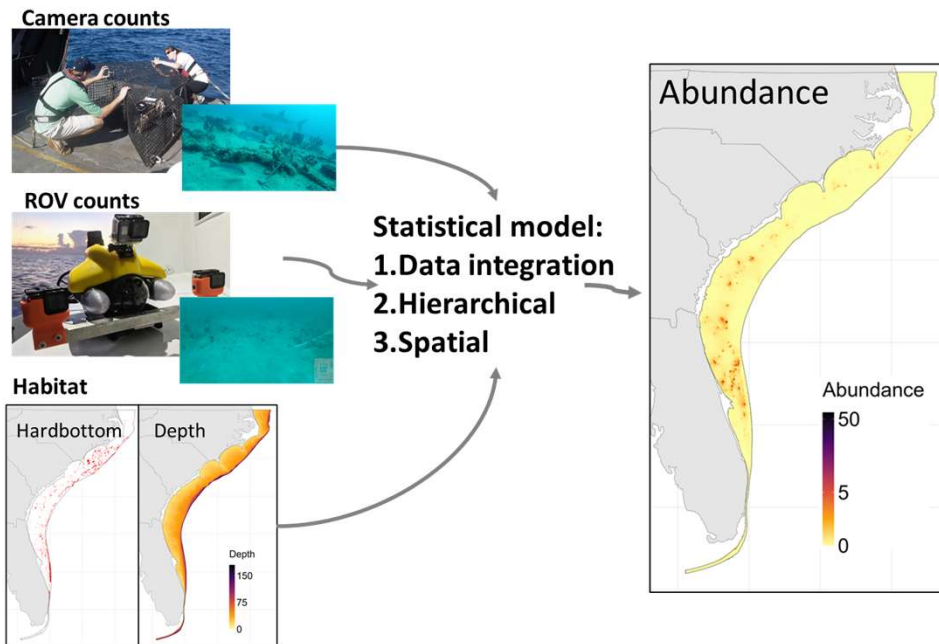 Camera counts
ROV counts
Habitat
Hardbottom
Depth
Depth
150
75
0
Statistical model:
1.Data integration
2.Hierarchical
3.Spatial
Abundance
Abundance
50
5
0